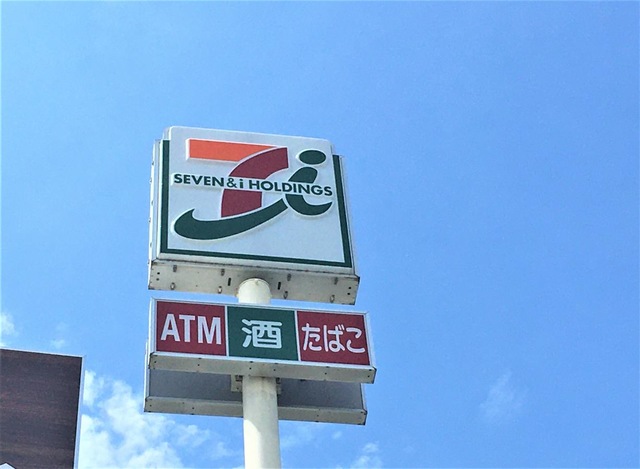 SEVEN & i HOLDINGS
ATM 酒 たばこ